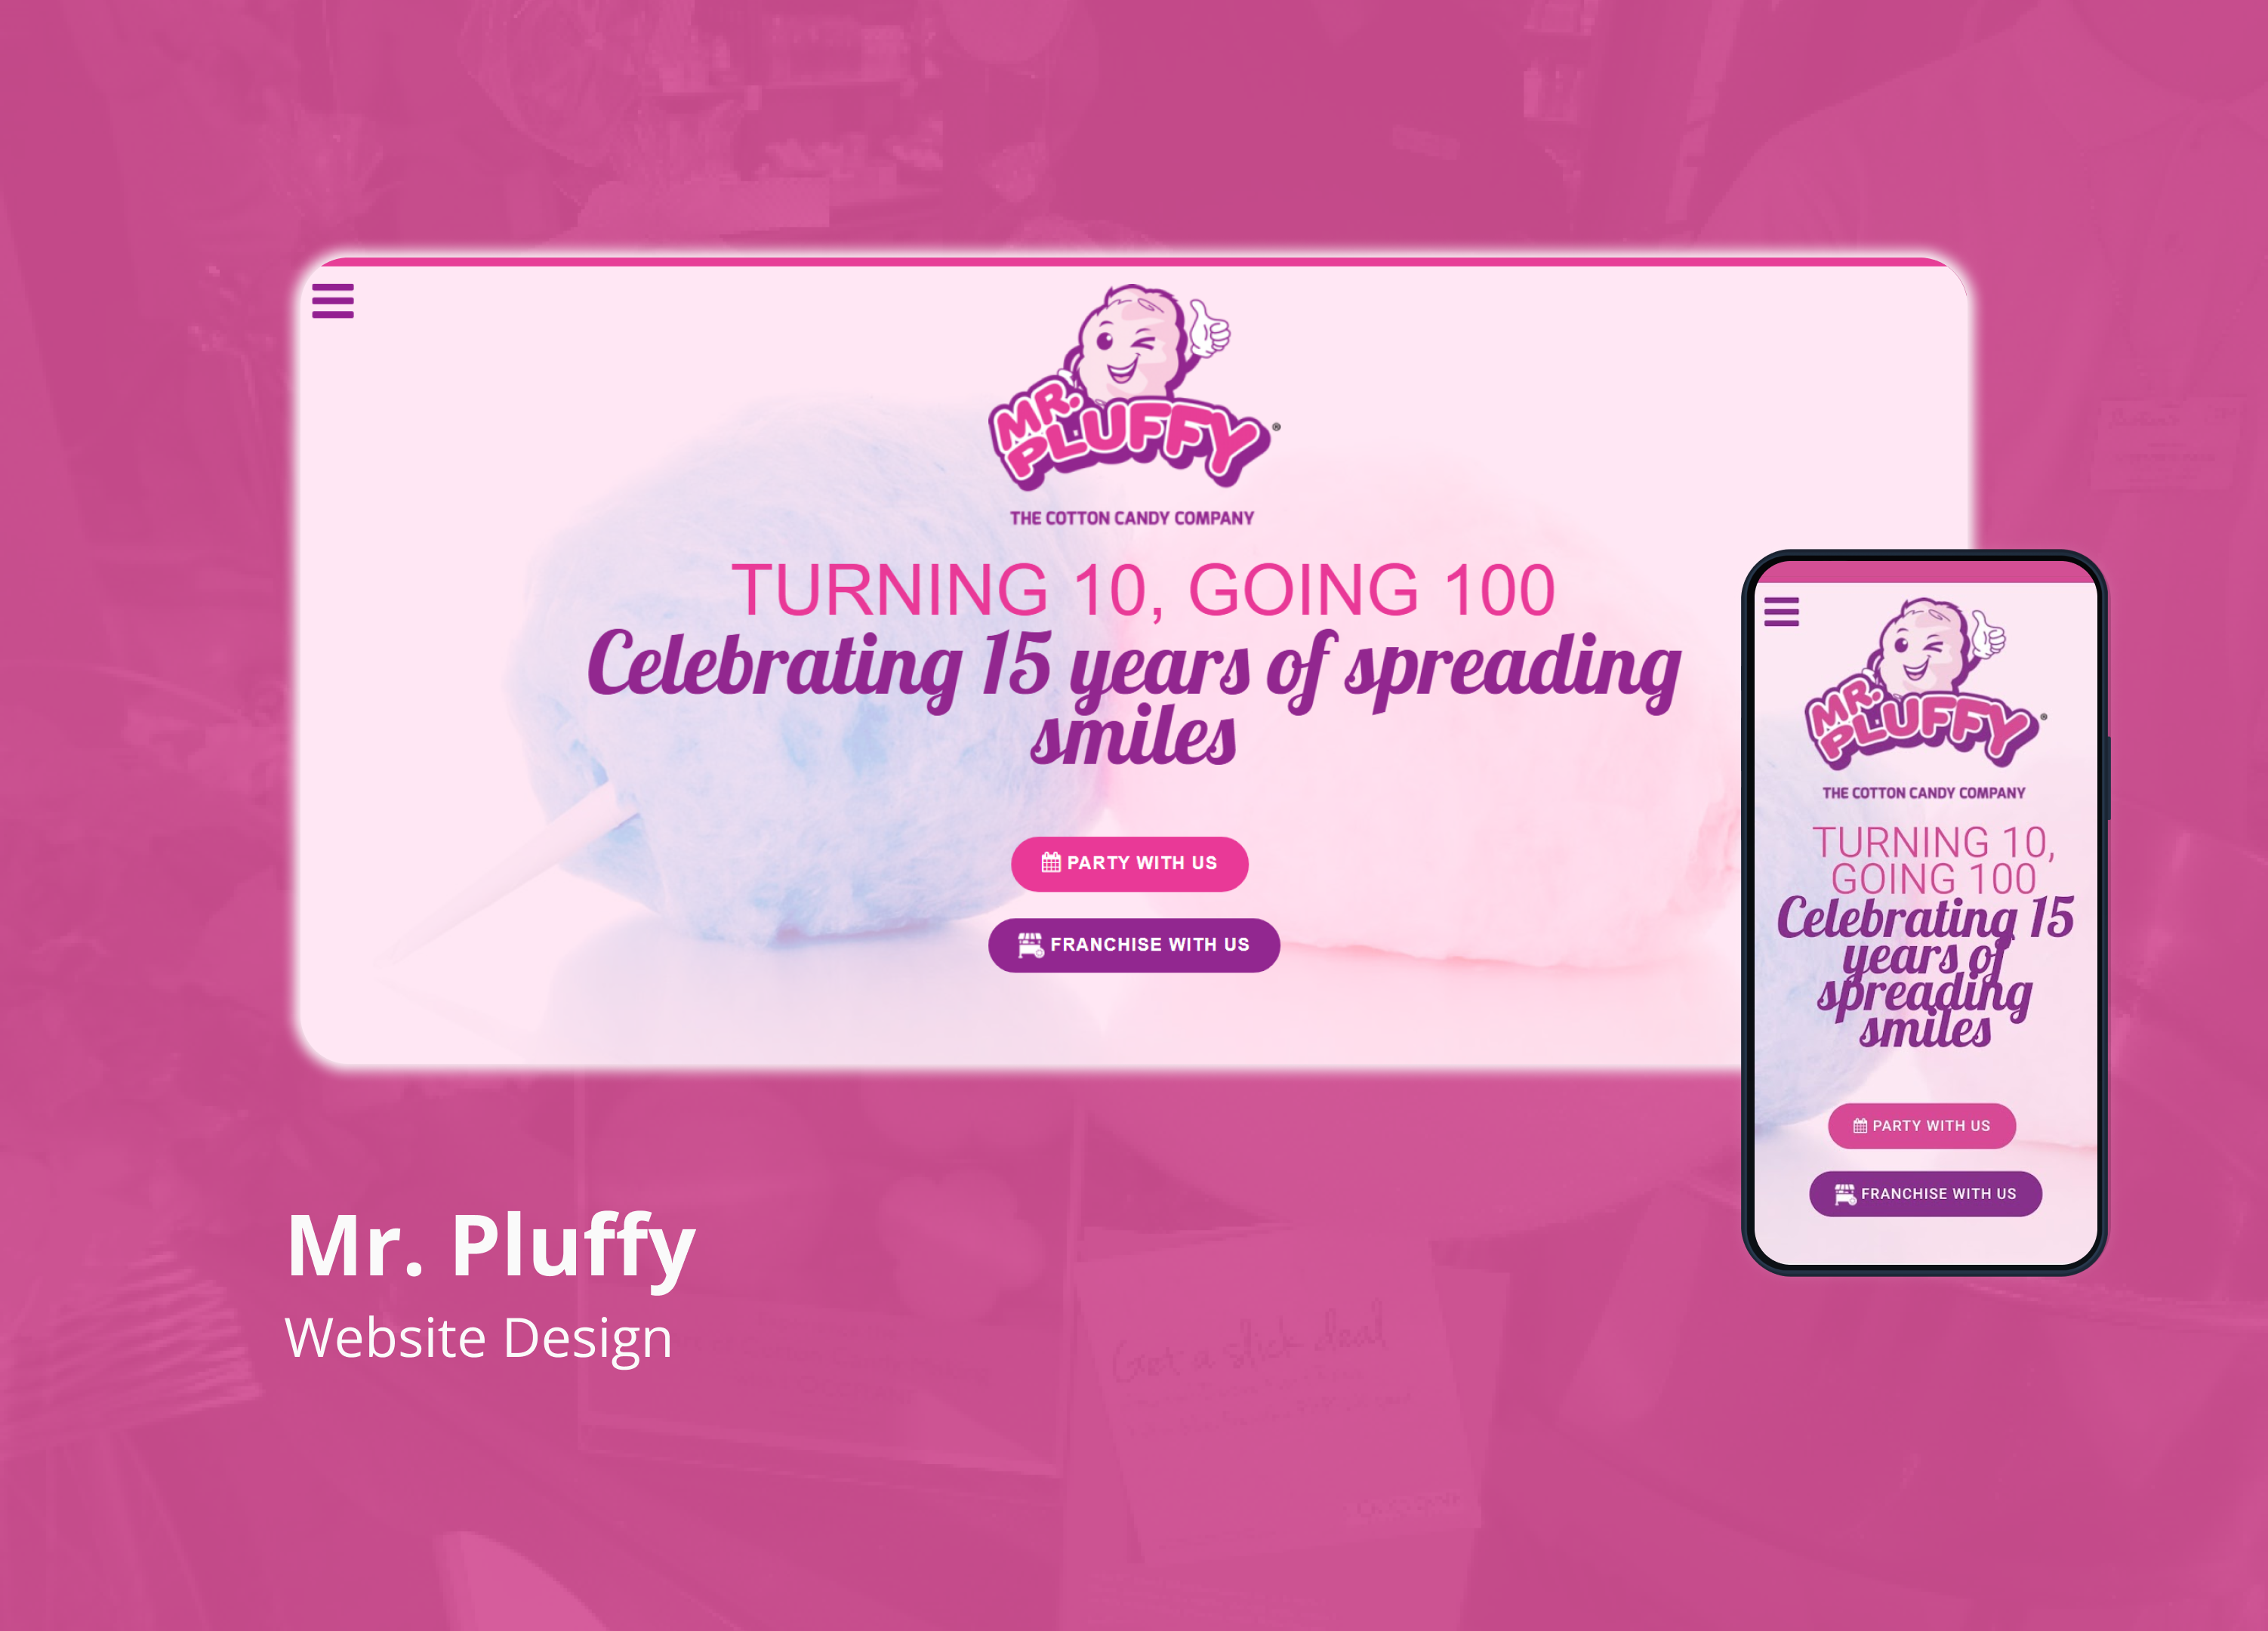 MR.
PLUFFY
®
THE COTTON CANDY COMPANY
TURNING 10, GOING 100
Celebrating 15 years of spreading
smiles
PARTY WITH US
FRANCHISE WITH US
MR.
PLUFFY
®
THE COTTON CANDY COMPANY
TURNING 10,
GOING 100
Celebrating 15
years of
spreading
smiles
PARTY WITH US
FRANCHISE WITH US
Mr. Pluffy
Website Design
Get a slick deal